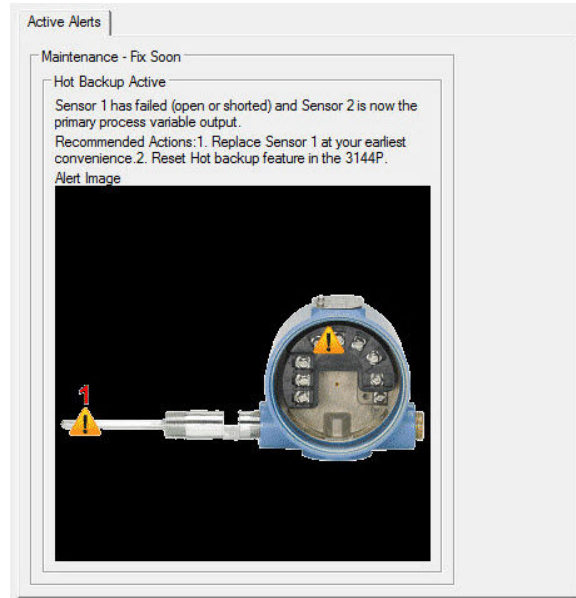 Active Alerts
Maintenance - Fix Soon
Hot Backup Active
Sensor 1 has failed (open or shorted) and Sensor 2 is now the
primary process variable output.
Recommended Actions:1. Replace Sensor 1 at your earliest
convenience.2. Reset Hot backup feature in the 3144P.
Alert Image
1